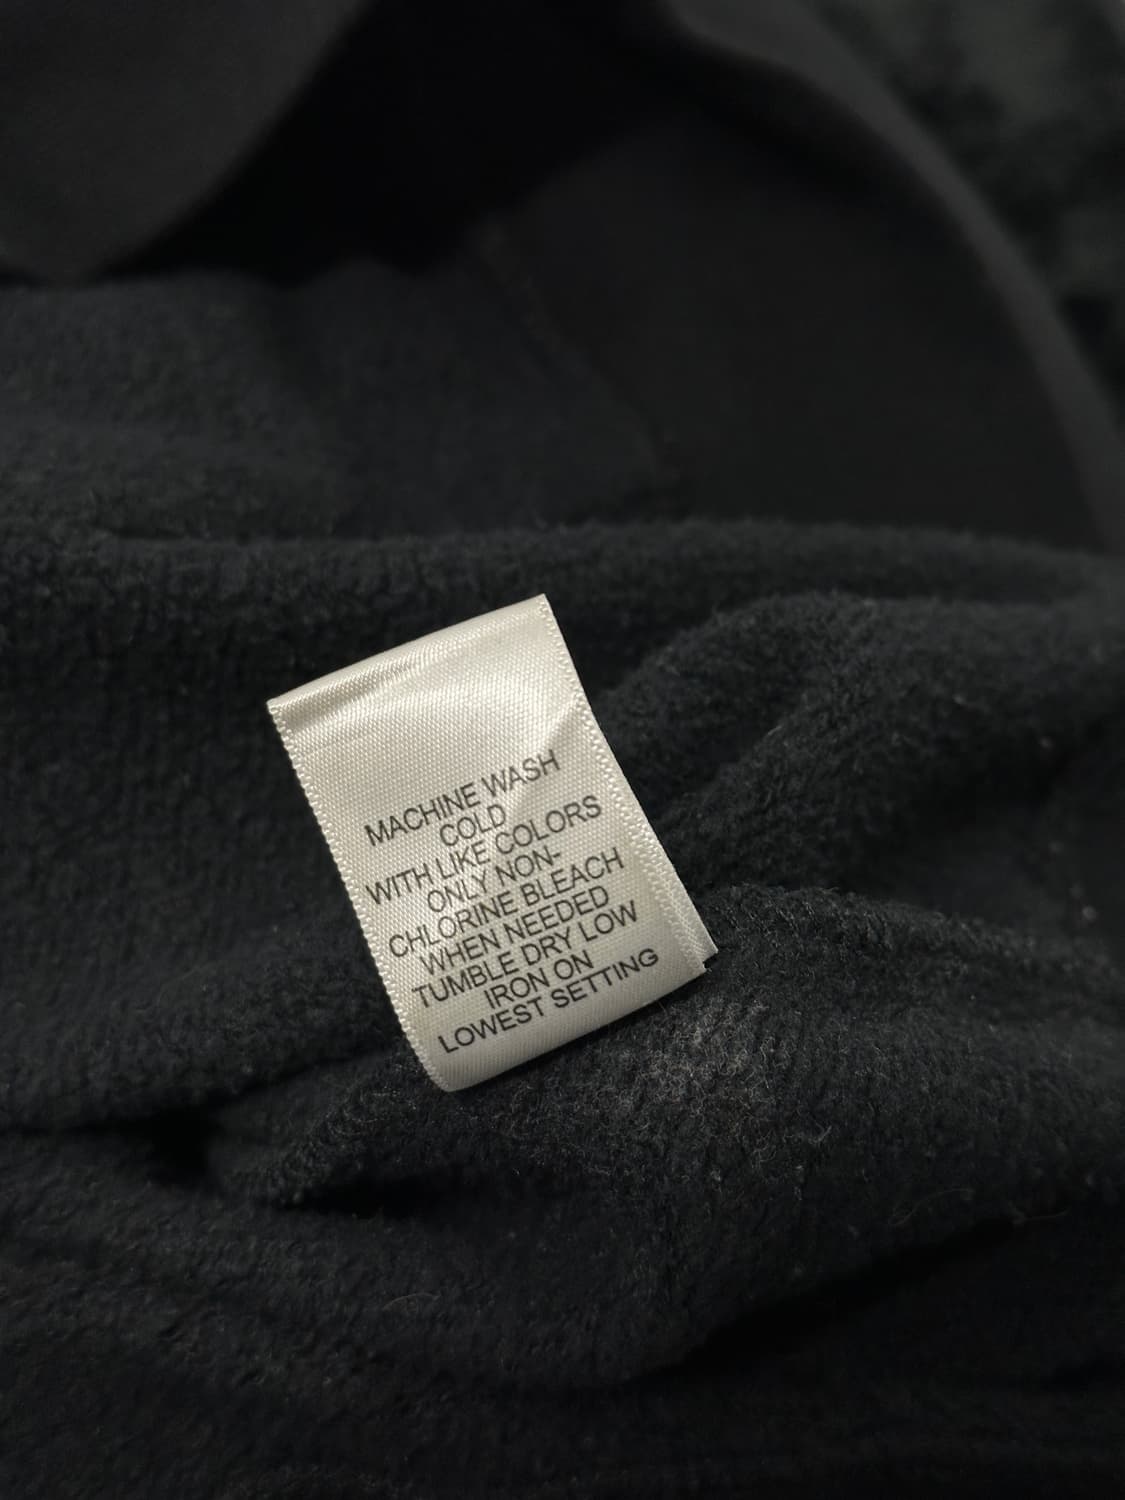 MACHINE WASH
COLD
WITH LIKE COLORS
ONLY NON-
CHLORINE BLEACH
WHEN NEEDED
TUMBLE DRY LOW
IRON ON
LOWEST SETTING